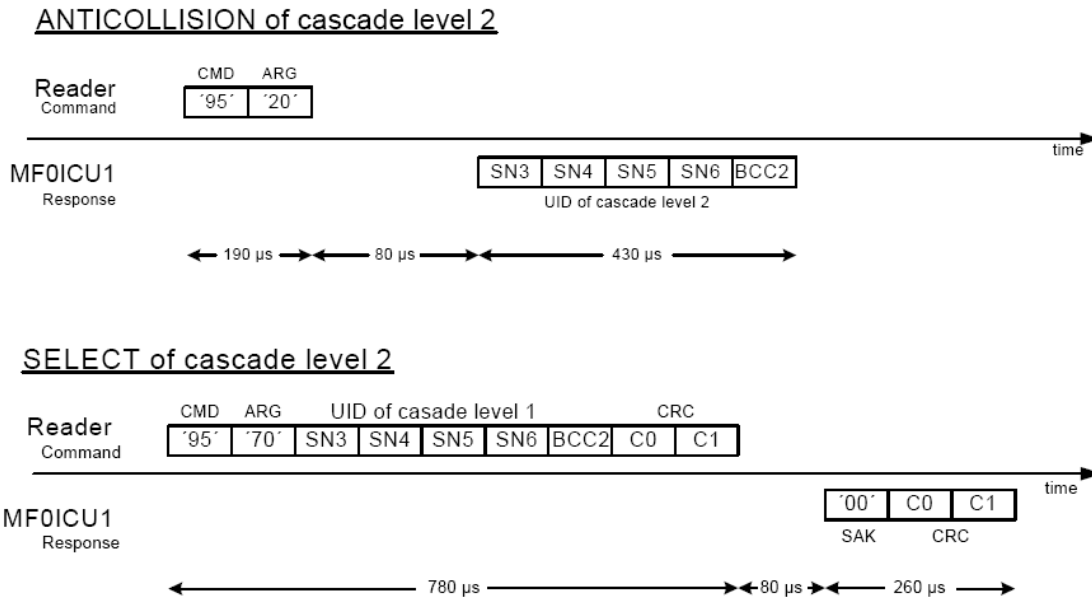 ANTICOLLISION of cascade level 2
CMD ARG
Reader
Command
´95´ ´20´
time
MF0ICU1
Response
SN3 SN4 SN5 SN6 BCC2
UID of cascade level 2
190 µs 80 µs 430 µs
SELECT of cascade level 2
CMD ARG UID of casade level 1 CRC
Reader
Command
´95´ ´70´ SN3 SN4 SN5 SN6 BCC2 C0 C1
time
MF0ICU1
Response
´00´ C0 C1
SAK CRC
780 µs 80 µs 260 µs